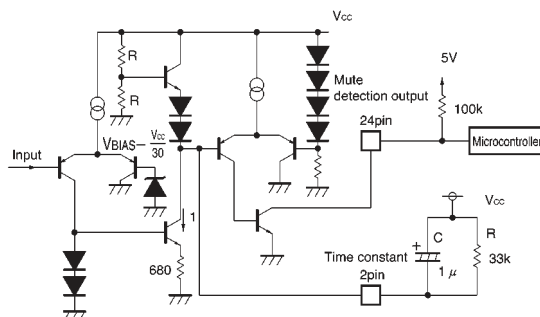 Vcc
R
R
5V
Mute
detection output
100k
24pin
Microcontroller
VBIAS− Vcc
30
Input
1
Vcc
C
R
+
1 μ
33k
Time constant
680
2pin